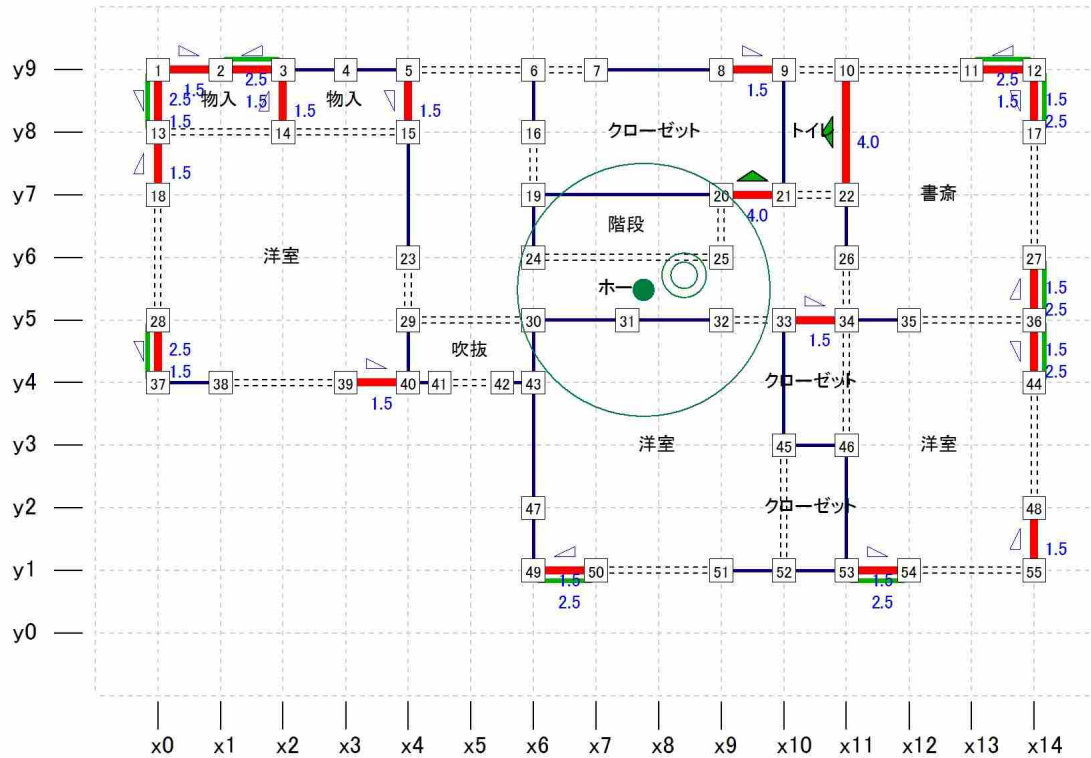 y9 1 2 3 4 5 6 7 8 9 10 11 12
2.5 1.5 2.5 1.5 2.5 1.5
物入 物入
1.5 1.5 1.5 1.5 2.5
y8 13 14 15 16 クローゼット トイレ 4.0 17
1.5
y7 18 19 20 21 22 書斎
4.0
階段
y6 洋室 23 24 25 26 27
ホー 1.5
2.5
y5 28 29 30 31 32 33 34 35 36
2.5 吹抜 1.5 1.5
1.5 2.5
y4 37 38 39 40 41 42 43 クローゼット 44
1.5
y3 洋室 45 46 洋室
y2 47 クローゼット 48
1.5
y1 49 50 51 52 53 54 55
1.5 1.5
2.5 2.5
y0
x0 x1 x2 x3 x4 x5 x6 x7 x8 x9 x10 x11 x12 x13 x14